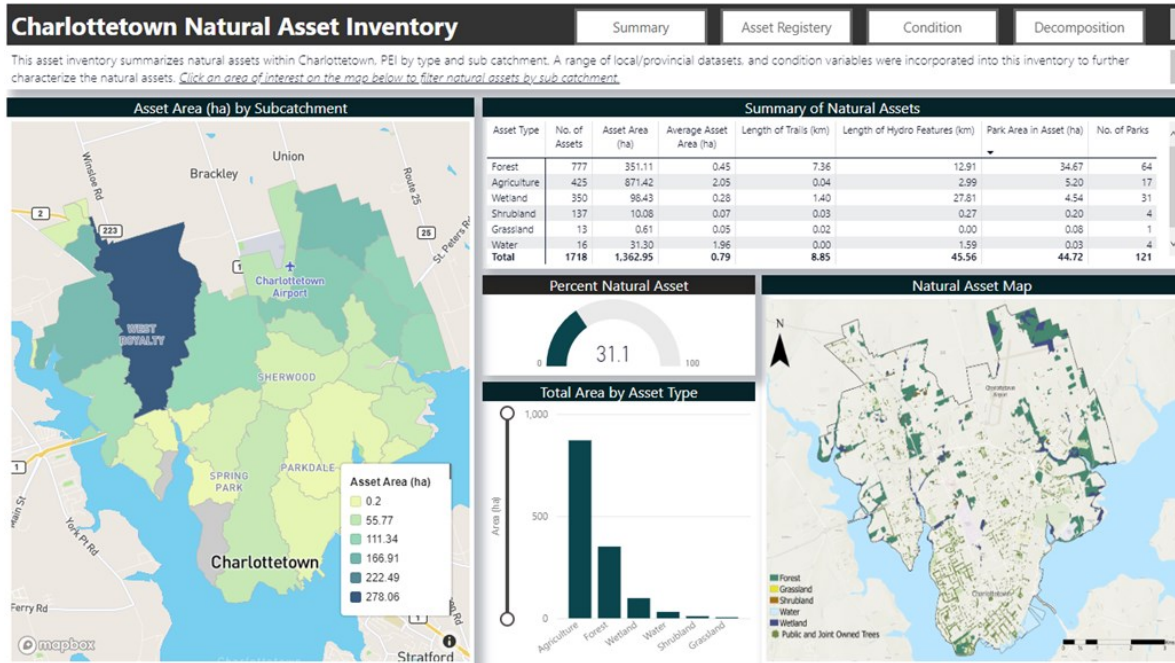 Charlottetown Natural Asset Inventory
Summary
Asset Registery
Condition
Decomposition
This asset inventory summarizes natural assets within Charlottetown, PEI by type and sub catchment. A range of local/provincial datasets, and condition variables were incorporated into this inventory to further
characterize the natural assets. Click an area of interest on the map below to filter natural assets by sub catchment.
Asset Area (ha) by Subcatchment
Union
Brackley
Winsloe Rd
Route 25
St. Peters Rd
2
223
25
1
Charlottetown
Airport
WEST
ROYALTY
SHERWOOD
SPRING
PARK
PARKDALE
1
Main St
York Pt Rd
Charlottetown
Ferry Rd
1
Stratford
mapbox
Asset Area (ha)
0.2
55.77
111.34
166.91
222.49
278.06
Summary of Natural Assets
Asset Type No. of Assets Asset Area (ha) Average Asset Area (ha) Length of Trails (km) Length of Hydro Features (km) Park Area in Asset (ha) No. of Parks
Forest 777 351.11 0.45 7.36 12.91 34.67 64
Agriculture 425 871.42 2.05 0.04 2.99 5.20 17
Wetland 350 98.43 0.28 1.40 27.81 4.54 31
Shrubland 137 10.08 0.07 0.03 0.27 0.20 4
Grassland 13 0.61 0.05 0.02 0.00 0.08 1
Water 16 31.30 1.96 0.00 1.59 0.03 4
Total 1718 1,362.95 0.79 8.85 45.56 44.72 121
Percent Natural Asset
0
31.1
100
Total Area by Asset Type
1,000
500
0
Area (ha)
Agriculture
Forest
Wetland
Water
Shrubland
Grassland
Natural Asset Map
N
Charlottetown
Airport
Charlottetown
Forest
Grassland
Shrubland
Water
Wetland
Public and Joint Owned Trees